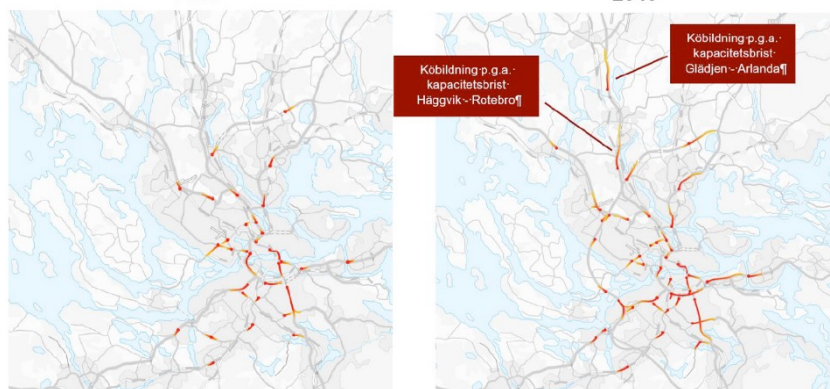 Köbildning·p.g.a.·
kapacitetsbrist·
Glädjen·-·Arlanda¶
Köbildning·p.g.a.·
kapacitetsbrist·
Häggvik·-·Rotebro¶